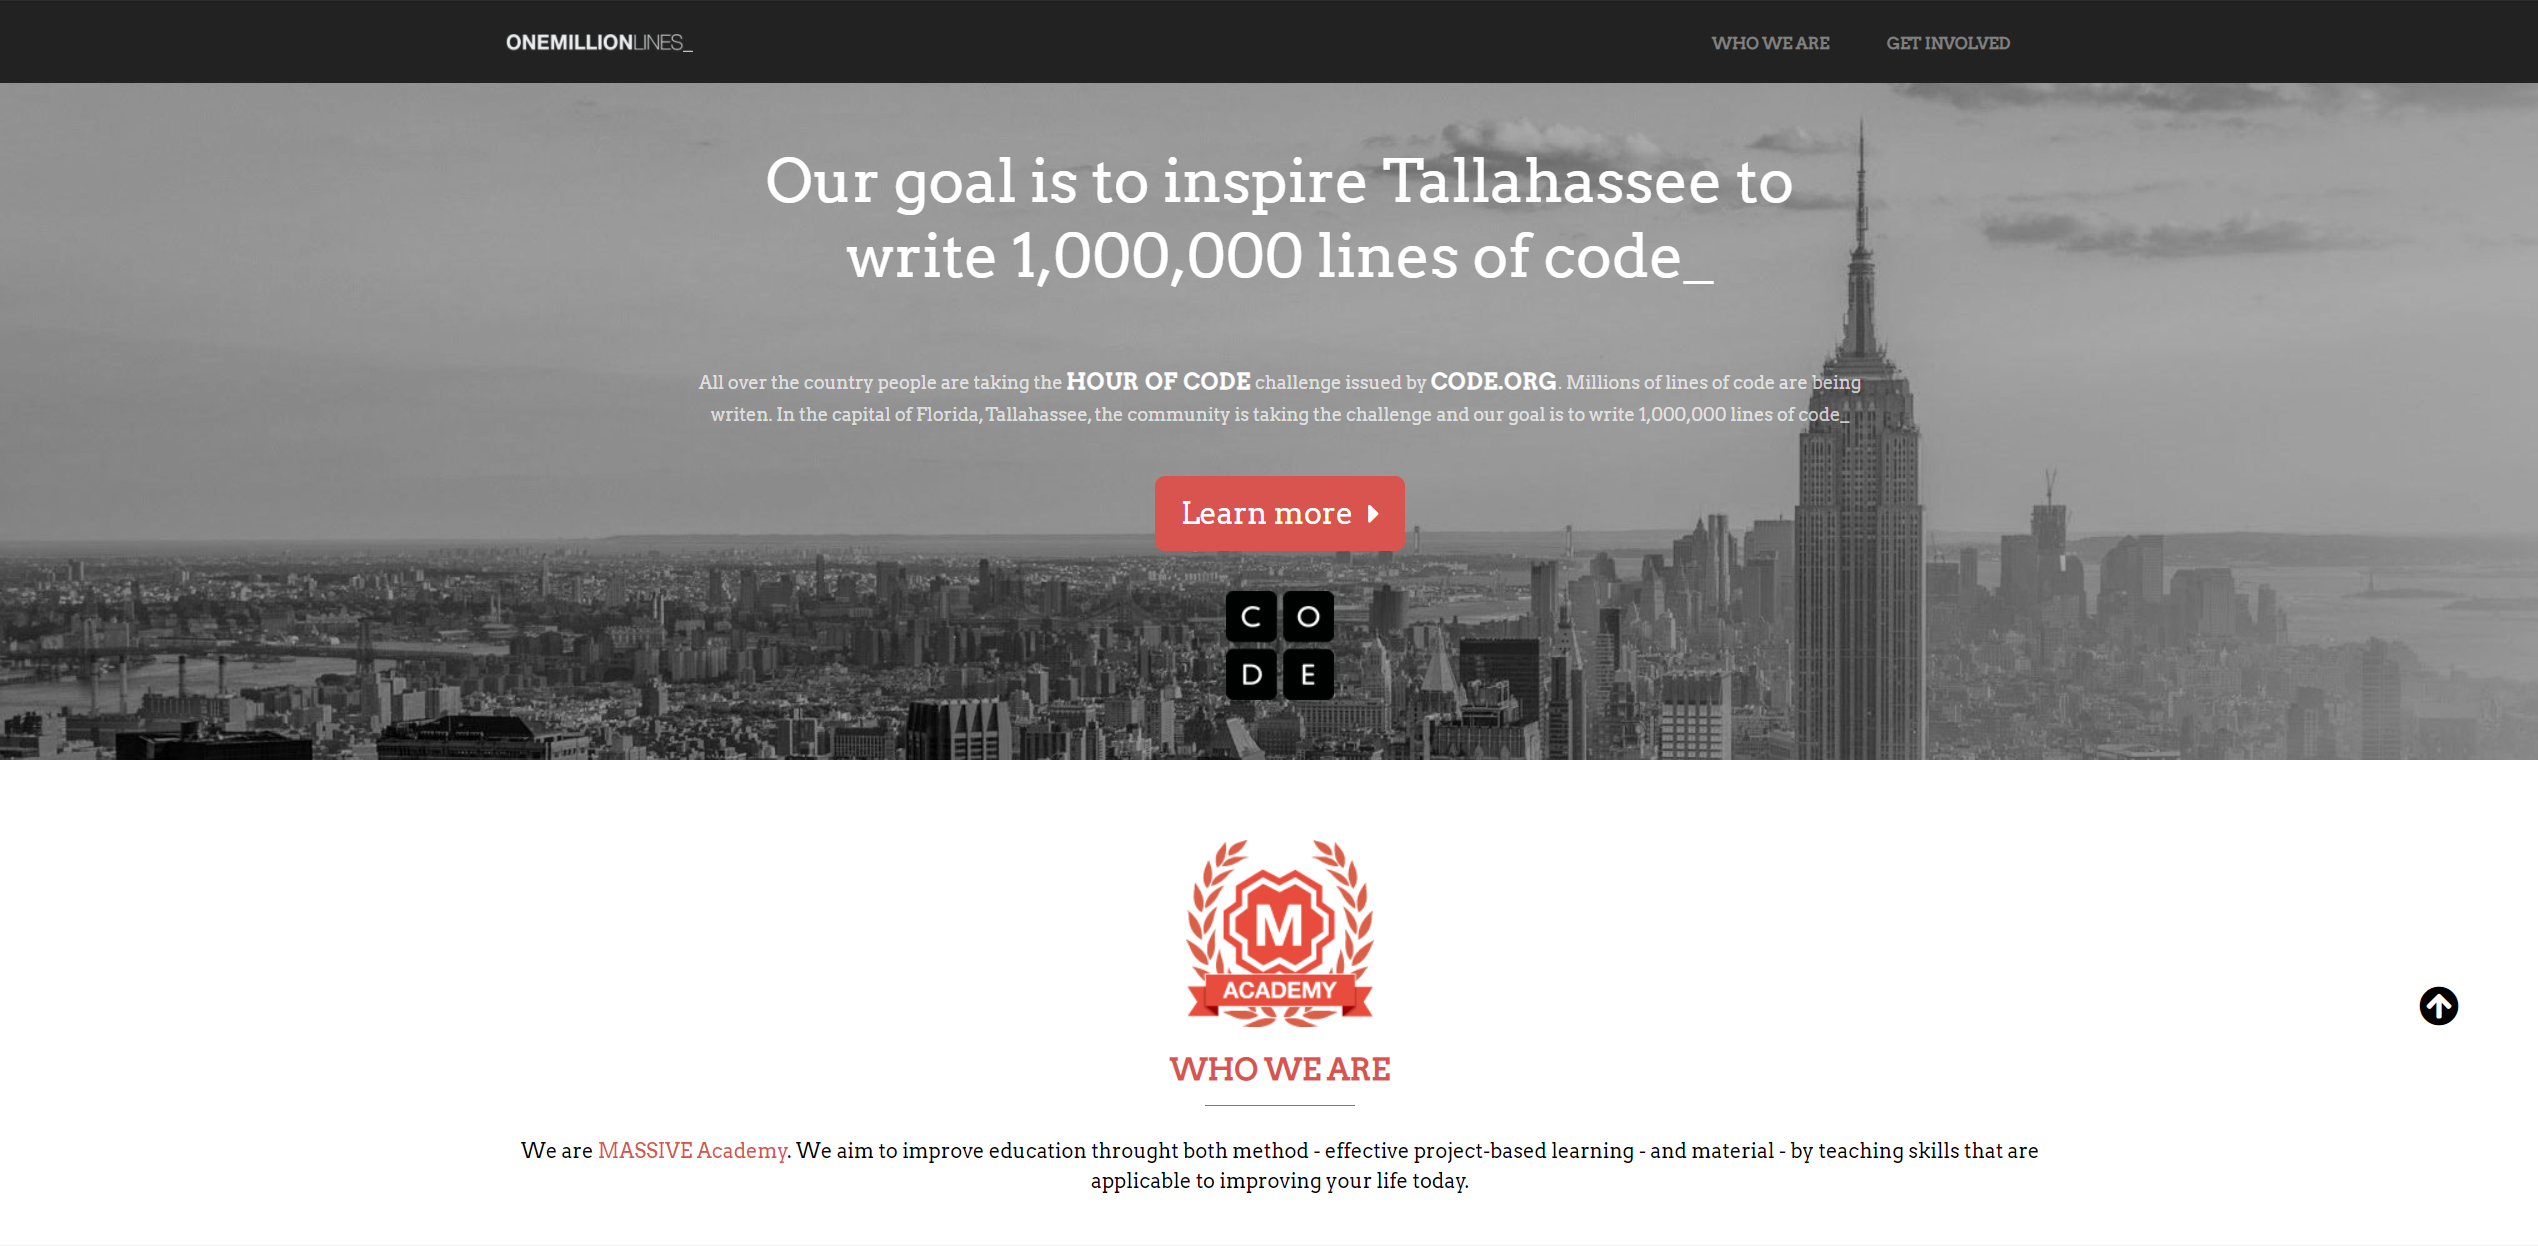 ONEMILLIONLINES_
WHO WE ARE
GET INVOLVED
Our goal is to inspire Tallahassee to
write 1,000,000 lines of code_
All over the country people are taking the HOUR OF CODE challenge issued by CODE.ORG. Millions of lines of code are being
writen. In the capital of Florida, Tallahassee, the community is taking the challenge and our goal is to write 1,000,000 lines of code_
Learn more
C O
D E
M
ACADEMY
WHO WE ARE
We are MASSIVE Academy. We aim to improve education throught both method - effective project-based learning - and material - by teaching skills that are
applicable to improving your life today.